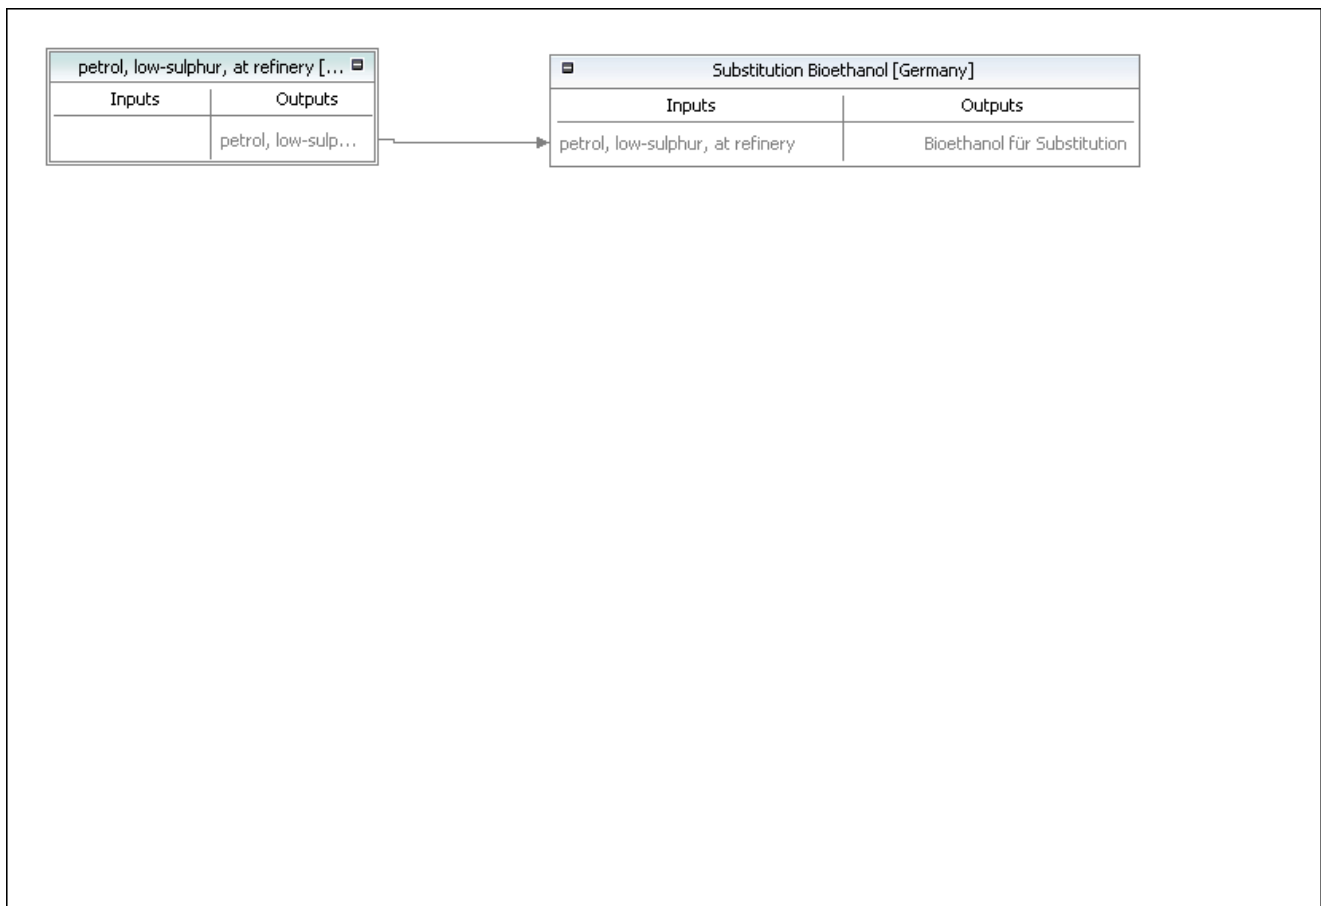 petrol, low-sulphur, at refinery [...
Inputs Outputs
petrol, low-sulp...
Substitution Bioethanol [Germany]
Inputs Outputs
petrol, low-sulphur, at refinery Bioethanol für Substitution